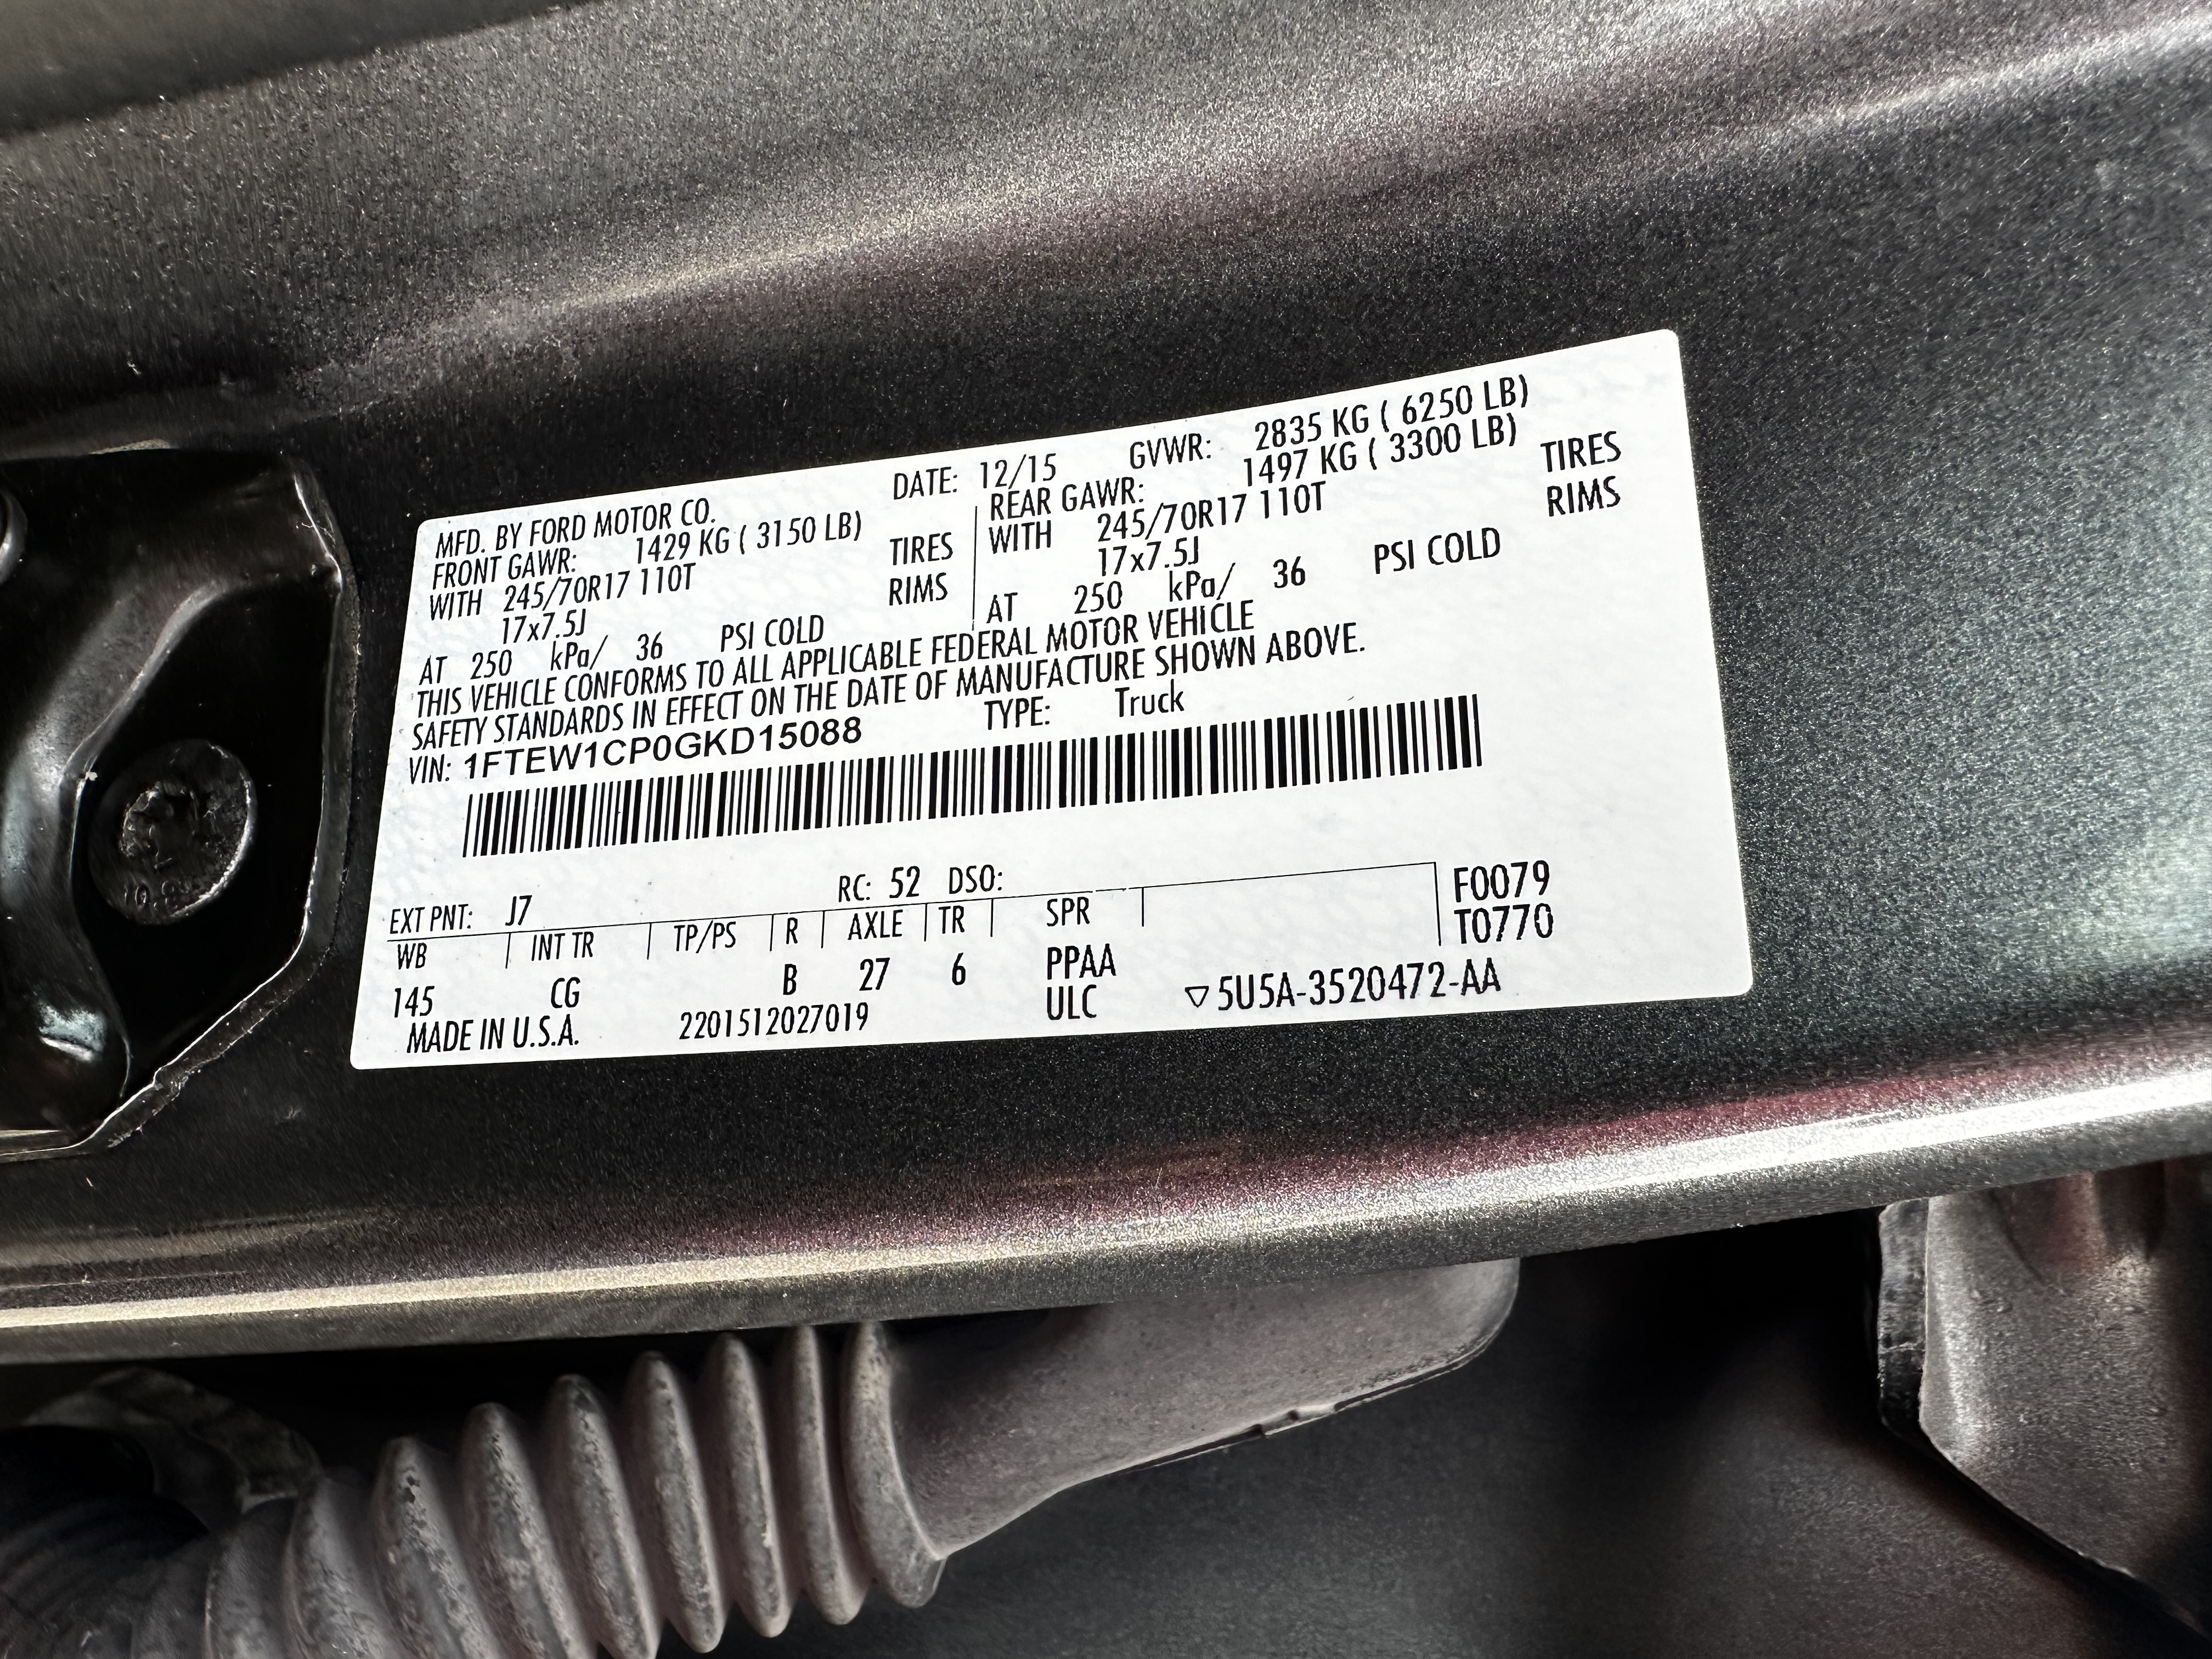 MFD. BY FORD MOTOR CO. DATE: 12/15 GVWR: 2835 KG ( 6250 LB)
FRONT GAWR: 1429 KG ( 3150 LB) REAR GAWR: 1497 KG ( 3300 LB)
WITH 245/70R17 110T TIRES WITH 245/70R17 110T TIRES
17x7.5J RIMS 17x7.5J RIMS
AT 250 kPa/ 36 PSI COLD AT 250 kPa/ 36 PSI COLD
THIS VEHICLE CONFORMS TO ALL APPLICABLE FEDERAL MOTOR VEHICLE
SAFETY STANDARDS IN EFFECT ON THE DATE OF MANUFACTURE SHOWN ABOVE.
VIN: 1FTEW1CP0GKD15088 TYPE: Truck
EXT PNT: J7 RC: 52 DSO: F0079
WB INT TR TP/PS R AXLE TR SPR T0770
145 CG B 27 6 PPAA
ULC ▽5U5A-3520472-AA
MADE IN U.S.A. 2201512027019